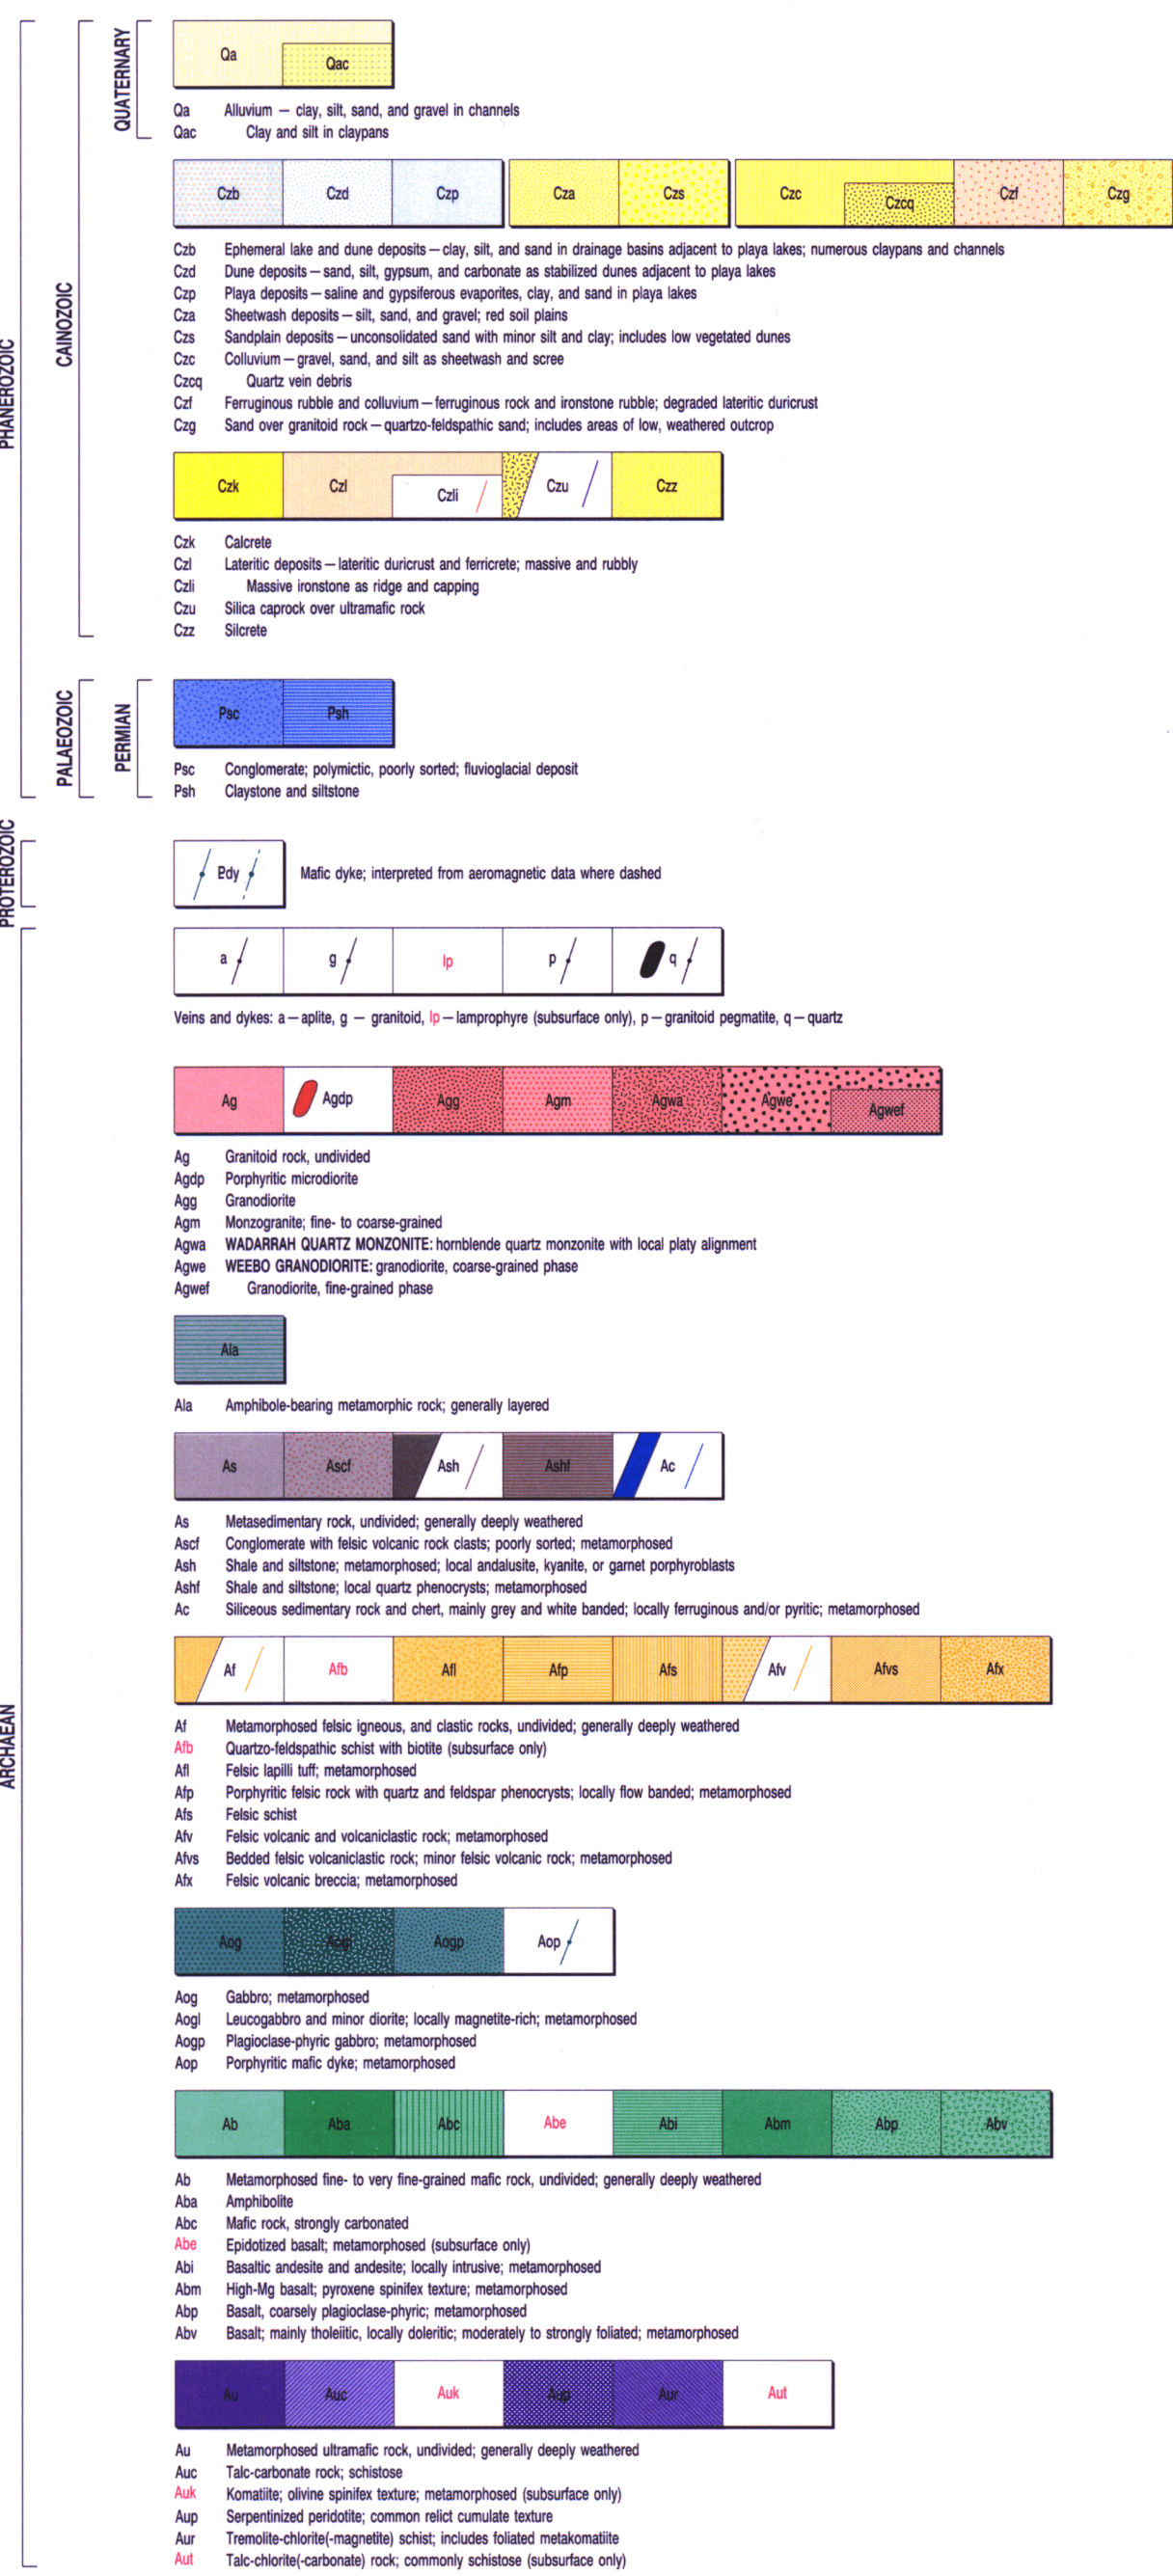 PHANEROZOIC
CAINOZOIC
QUATERNARY
Qa
Qac
Qa Alluvium — clay, silt, sand, and gravel in channels
Qac Clay and silt in claypans
Czb Czd Czp Cza Czs Czc Czcq Czf Czg
Czb Ephemeral lake and dune deposits — clay, silt, and sand in drainage basins adjacent to playa lakes; numerous claypans and channels
Czd Dune deposits — sand, silt, gypsum, and carbonate as stabilized dunes adjacent to playa lakes
Czp Playa deposits — saline and gypsiferous evaporites, clay, and sand in playa lakes
Cza Sheetwash deposits — silt, sand, and gravel; red soil plains
Czs Sandplain deposits — unconsolidated sand with minor silt and clay; includes low vegetated dunes
Czc Colluvium — gravel, sand, and silt as sheetwash and scree
Czcq Quartz vein debris
Czf Ferruginous rubble and colluvium — ferruginous rock and ironstone rubble; degraded lateritic duricrust
Czg Sand over granitoid rock — quartzo-feldspathic sand; includes areas of low, weathered outcrop
Czk Czl Czli Czu Czz
Czk Calcrete
Czl Lateritic deposits — lateritic duricrust and ferricrete; massive and rubbly
Czli Massive ironstone as ridge and capping
Czu Silica caprock over ultramafic rock
Czz Silcrete
PALAEOZOIC
PERMIAN
Psc Psh
Psc Conglomerate; polymictic, poorly sorted; fluvioglacial deposit
Psh Claystone and siltstone
PROTEROZOIC
Pdy Mafic dyke; interpreted from aeromagnetic data where dashed
ARCHAEAN
a g lp p q
Veins and dykes: a — aplite, g — granitoid, lp — lamprophyre (subsurface only), p — granitoid pegmatite, q — quartz
Ag Agdp Agg Agm Agwa Agwe Agwef
Ag Granitoid rock, undivided
Agdp Porphyritic microdiorite
Agg Granodiorite
Agm Monzogranite; fine- to coarse-grained
Agwa WADARRAH QUARTZ MONZONITE: hornblende quartz monzonite with local platy alignment
Agwe WEEBO GRANODIORITE: granodiorite, coarse-grained phase
Agwef Granodiorite, fine-grained phase
Ala
Ala Amphibole-bearing metamorphic rock; generally layered
As Ascf Ash Ashf Ac
As Metasedimentary rock, undivided; generally deeply weathered
Ascf Conglomerate with felsic volcanic rock clasts; poorly sorted; metamorphosed
Ash Shale and siltstone; metamorphosed; local andalusite, kyanite, or garnet porphyroblasts
Ashf Shale and siltstone; local quartz phenocrysts; metamorphosed
Ac Siliceous sedimentary rock and chert, mainly grey and white banded; locally ferruginous and/or pyritic; metamorphosed
Af Afb Afl Afp Afs Afv Afvs Afx
Af Metamorphosed felsic igneous, and clastic rocks, undivided; generally deeply weathered
Afb Quartzo-feldspathic schist with biotite (subsurface only)
Afl Felsic lapilli tuff; metamorphosed
Afp Porphyritic felsic rock with quartz and feldspar phenocrysts; locally flow banded; metamorphosed
Afs Felsic schist
Afv Felsic volcanic and volcaniclastic rock; metamorphosed
Afvs Bedded felsic volcaniclastic rock; minor felsic volcanic rock; metamorphosed
Afx Felsic volcanic breccia; metamorphosed
Aog Aogl Aogp Aop
Aog Gabbro; metamorphosed
Aogl Leucogabbro and minor diorite; locally magnetite-rich; metamorphosed
Aogp Plagioclase-phyric gabbro; metamorphosed
Aop Porphyritic mafic dyke; metamorphosed
Ab Aba Abc Abe Abi Abm Abp Abv
Ab Metamorphosed fine- to very fine-grained mafic rock, undivided; generally deeply weathered
Aba Amphibolite
Abc Mafic rock, strongly carbonated
Abe Epidotized basalt; metamorphosed (subsurface only)
Abi Basaltic andesite and andesite; locally intrusive; metamorphosed
Abm High-Mg basalt; pyroxene spinifex texture; metamorphosed
Abp Basalt, coarsely plagioclase-phyric; metamorphosed
Abv Basalt; mainly tholeiitic, locally doleritic; moderately to strongly foliated; metamorphosed
Au Auc Auk Aup Aur Aut
Au Metamorphosed ultramafic rock, undivided; generally deeply weathered
Auc Talc-carbonate rock; schistose
Auk Komatiite; olivine spinifex texture; metamorphosed (subsurface only)
Aup Serpentinized peridotite; common relict cumulate texture
Aur Tremolite-chlorite(-magnetite) schist; includes foliated metakomatiite
Aut Talc-chlorite(-carbonate) rock; commonly schistose (subsurface only)